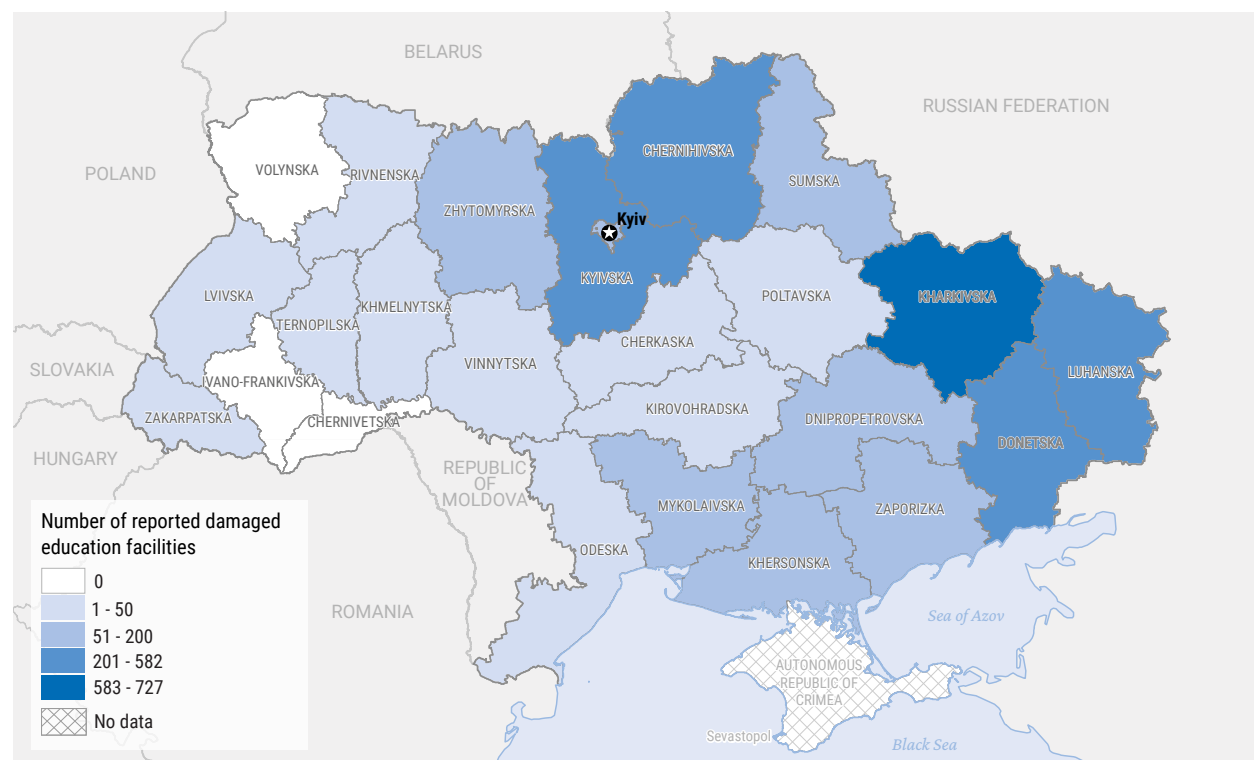 BELARUS
RUSSIAN FEDERATION
POLAND
CHERNIHIVSKA
VOLYNSKA
RIVNENSKA
SUMSKA
ZHYTOMYRSKA
Kyiv
KYIVSKA
LVIVSKA
KHMELNYTSKA
POLTAVSKA
KHARKIVSKA
TERNOPILSKA
CHERKASKA
SLOVAKIA
VINNYTSKA
LUHANSKA
IVANO-FRANKIVSKA
ZAKARPATSKA
CHERNIVETSKA
KIROVOHRADSKA
DNIPROPETROVSKA
DONETSKA
HUNGARY
REPUBLIC
OF
MOLDOVA
MYKOLAIVSKA
ZAPORIZKA
ODESKA
KHERSONSKA
ROMANIA
Sea of Azov
AUTONOMOUS
REPUBLIC OF
CRIMEA
Sevastopol
Black Sea
Number of reported damaged
education facilities
0
1 - 50
51 - 200
201 - 582
583 - 727
No data